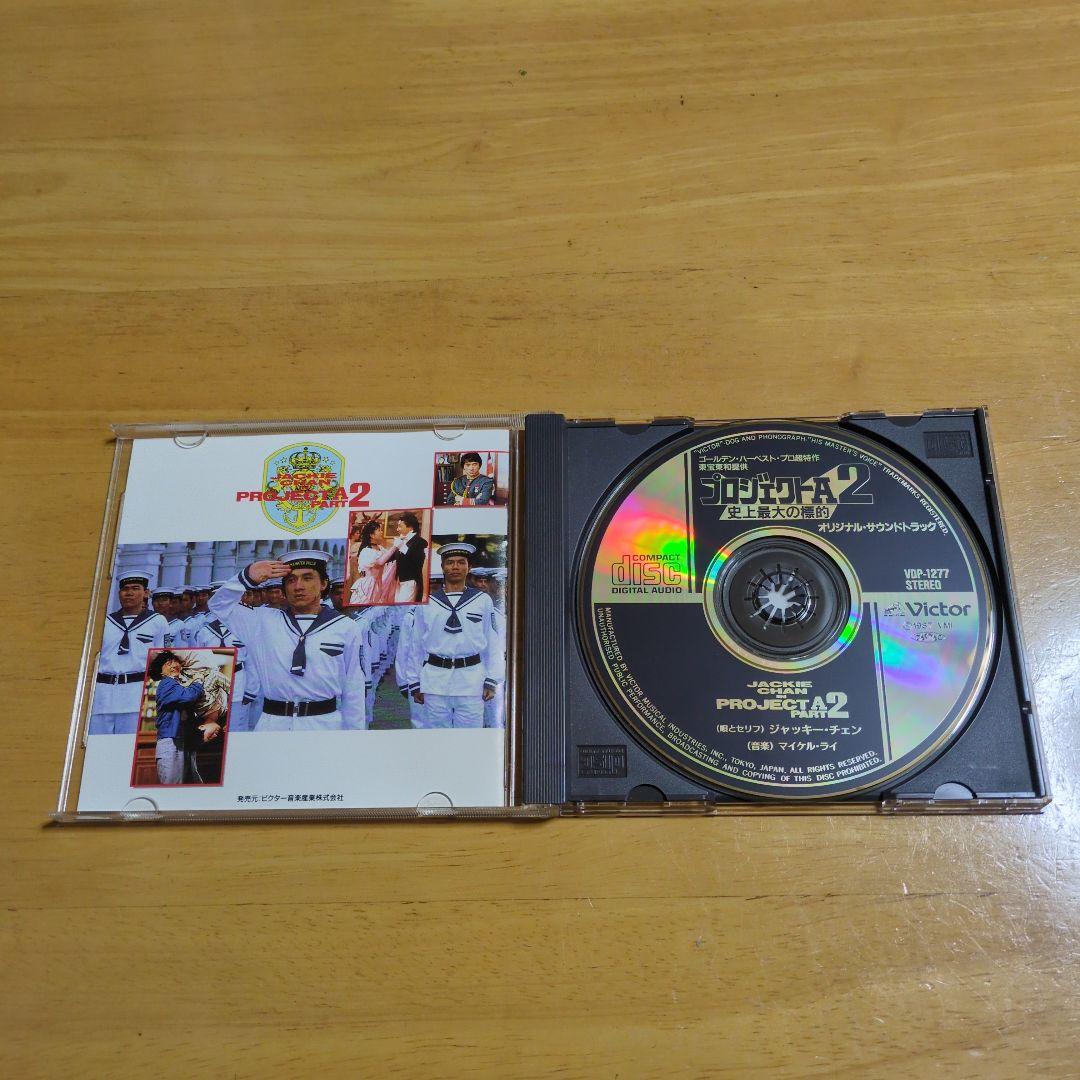 JACKIE
CHAN
IN
PROJECT A2
PART
発売元:ビクター音楽産業株式会社
"VICTOR"-DOG AND PHONOGRAPH-"HIS MASTER'S VOICE" TRADEMARKS REGISTERED.
ゴールデン・ハーベスト・プロ超特作
東宝東和提供
プロジェクトA2
史上最大の標的
オリジナル・サウンドトラック
COMPACT
disc
DIGITAL AUDIO
VDP-1277
STEREO
Victor
JACKIE
CHAN
IN
PROJECT A2
PART
(唄とセリフ) ジャッキー・チェン
(音楽) マイケル・ライ
MANUFACTURED BY VICTOR MUSICAL INDUSTRIES, INC., TOKYO, JAPAN. ALL RIGHTS RESERVED.
UNAUTHORISED PUBLIC PERFORMANCE, BROADCASTING AND COPYING OF THIS DISC PROHIBITED.